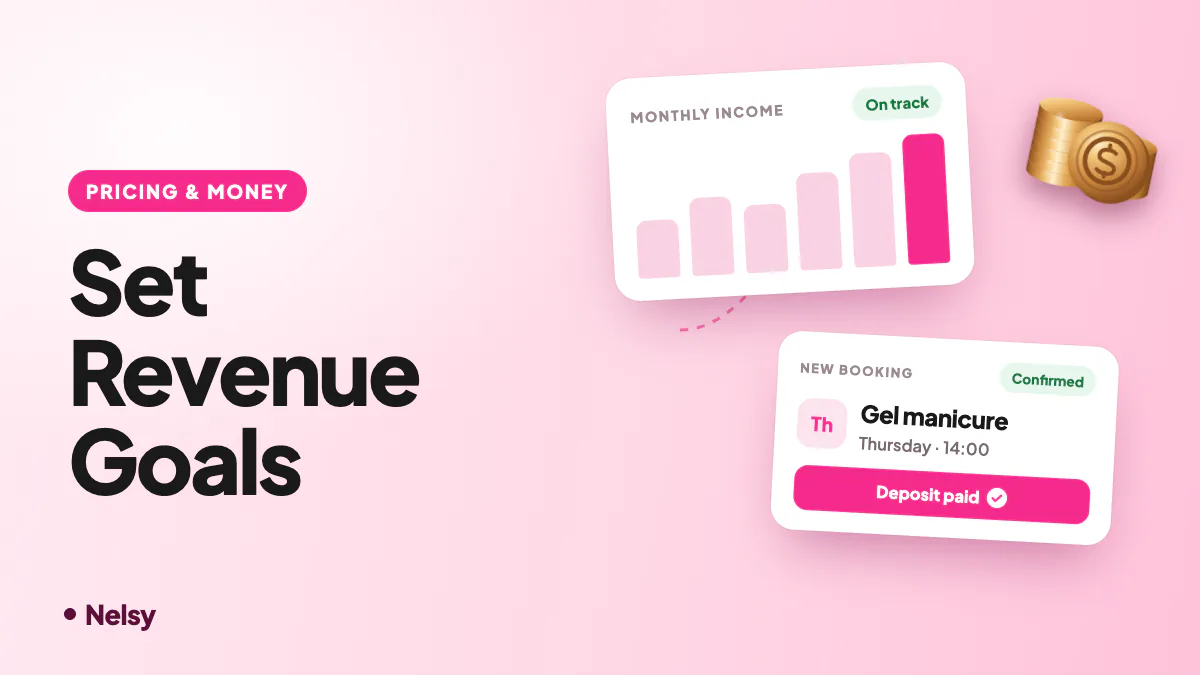 PRICING & MONEY
Set
Revenue
Goals
Nelsy
MONTHLY INCOME
On track
$
NEW BOOKING
Confirmed
Th
Gel manicure
Thursday · 14:00
Deposit paid